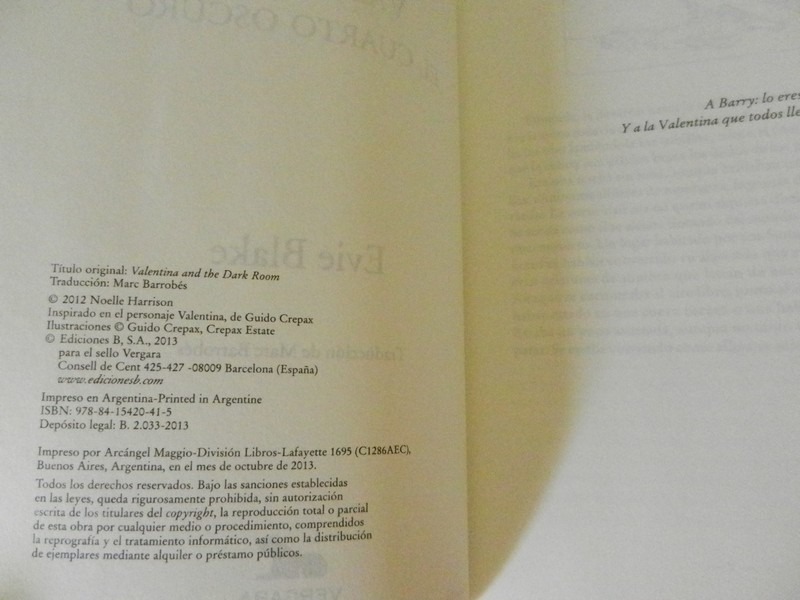 Título original: Valentina and the Dark Room
Traducción: Marc Barrobés
© 2012 Noelle Harrison
Inspirado en el personaje Valentina, de Guido Crepax
Ilustraciones © Guido Crepax, Crepax Estate
© Ediciones B, S.A., 2013
para el sello Vergara
Consell de Cent 425-427 -08009 Barcelona (España)
www.edicionesb.com
Impreso en Argentina-Printed in Argentine
ISBN: 978-84-15420-41-5
Depósito legal: B. 2.033-2013
Impreso por Arcángel Maggio-División Libros-Lafayette 1695 (C1286AEC),
Buenos Aires, Argentina, en el mes de octubre de 2013.
Todos los derechos reservados. Bajo las sanciones establecidas
en las leyes, queda rigurosamente prohibida, sin autorización
escrita de los titulares del copyright, la reproducción total o parcial
de esta obra por cualquier medio o procedimiento, comprendidos
la reprografía y el tratamiento informático, así como la distribución
de ejemplares mediante alquiler o préstamo públicos.
A Barry: lo eres
Y a la Valentina que todos lle
EL CUARTO OSCURO
Evie Blake
Traducción de Marc Barrobés
VERGARA